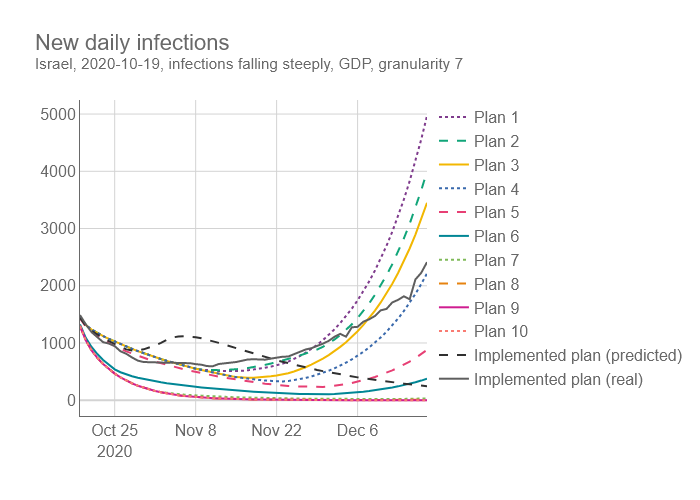 New daily infections
Israel, 2020-10-19, infections falling steeply, GDP, granularity 7
5000
4000
3000
2000
1000
0
Oct 25
2020
Nov 8
Nov 22
Dec 6
Plan 1
Plan 2
Plan 3
Plan 4
Plan 5
Plan 6
Plan 7
Plan 8
Plan 9
Plan 10
Implemented plan (predicted)
Implemented plan (real)